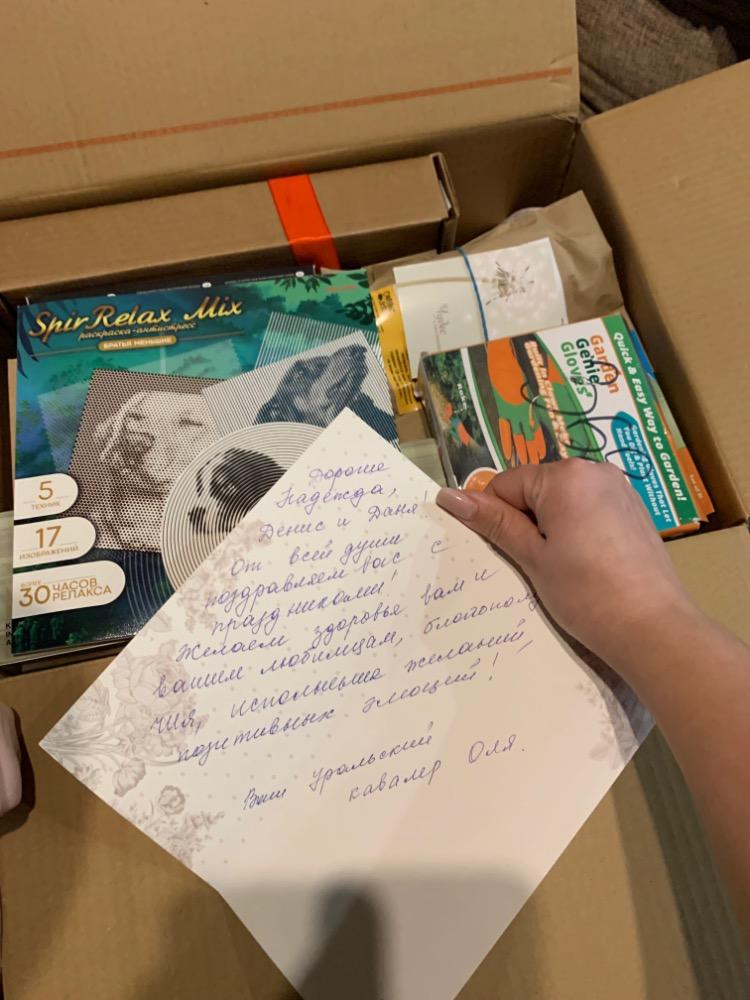 SpirRelax Mix
раскраска-антистресс
БРАТЬЯ МЕНЬШИЕ
5
ТЕХНИК
17
ИЗОБРАЖЕНИЙ
БОЛЕЕ
30 ЧАСОВ
РЕЛАКСА
Garden
Genie
Gloves
Quick & Easy Way to Garden!
Дорогие
Надежда,
Денис и Даня!
От всей души
поздравляем вас с
праздниками!
Желаем здоровья вам и
вашим любимцам, благополу
чия, исполнения желаний,
позитивных эмоций!
Ваш уральский
кавалер Оля.